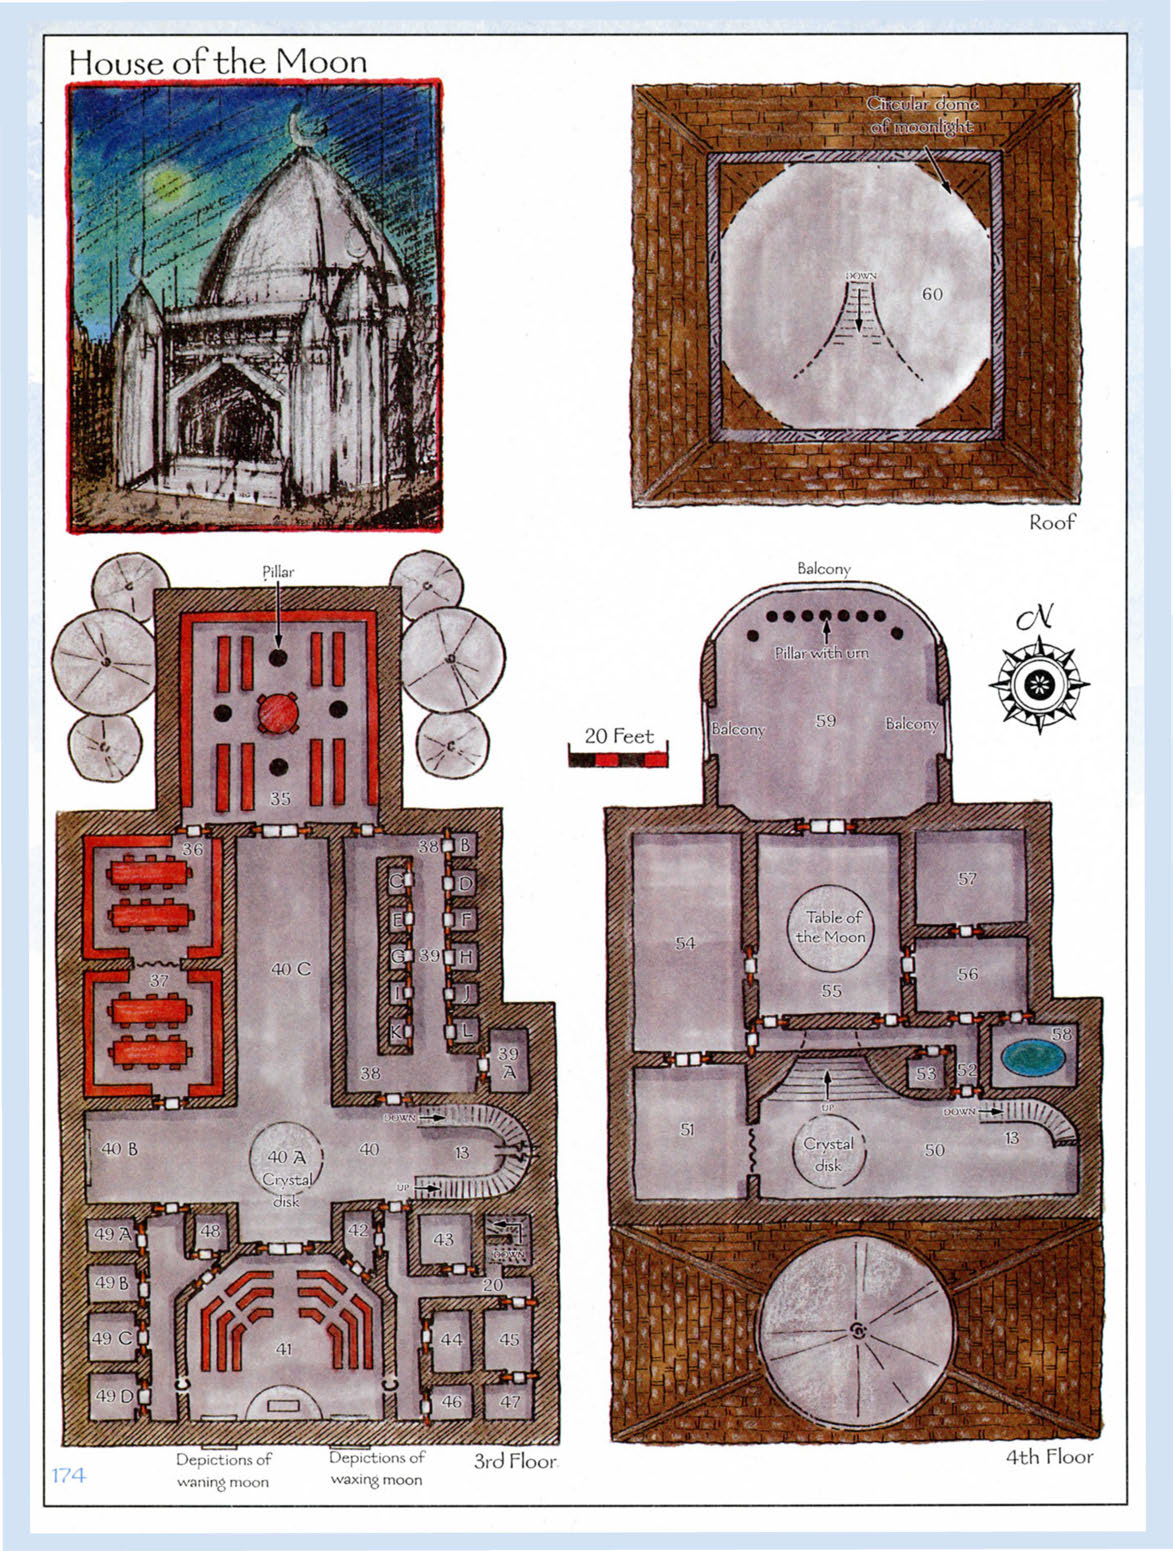 House of the Moon
Circular dome
of moonlight
DOWN
60
Roof
Pillar
35
36
37
38
B
C
D
E
F
G
39
H
I
J
K
L
38
39
A
40 C
DOWN
40 B
40 A
Crystal
disk
40
13
UP
49 A
48
42
43
DOWN
20
49 B
49 C
44
45
41
49 D
46
47
Depictions of
waning moon
Depictions of
waxing moon
3rd Floor
Balcony
N
Pillar with urn
20 Feet
Balcony
59
Balcony
57
Table of
the Moon
54
56
55
58
53
52
UP
DOWN
51
Crystal
disk
50
13
4th Floor
174